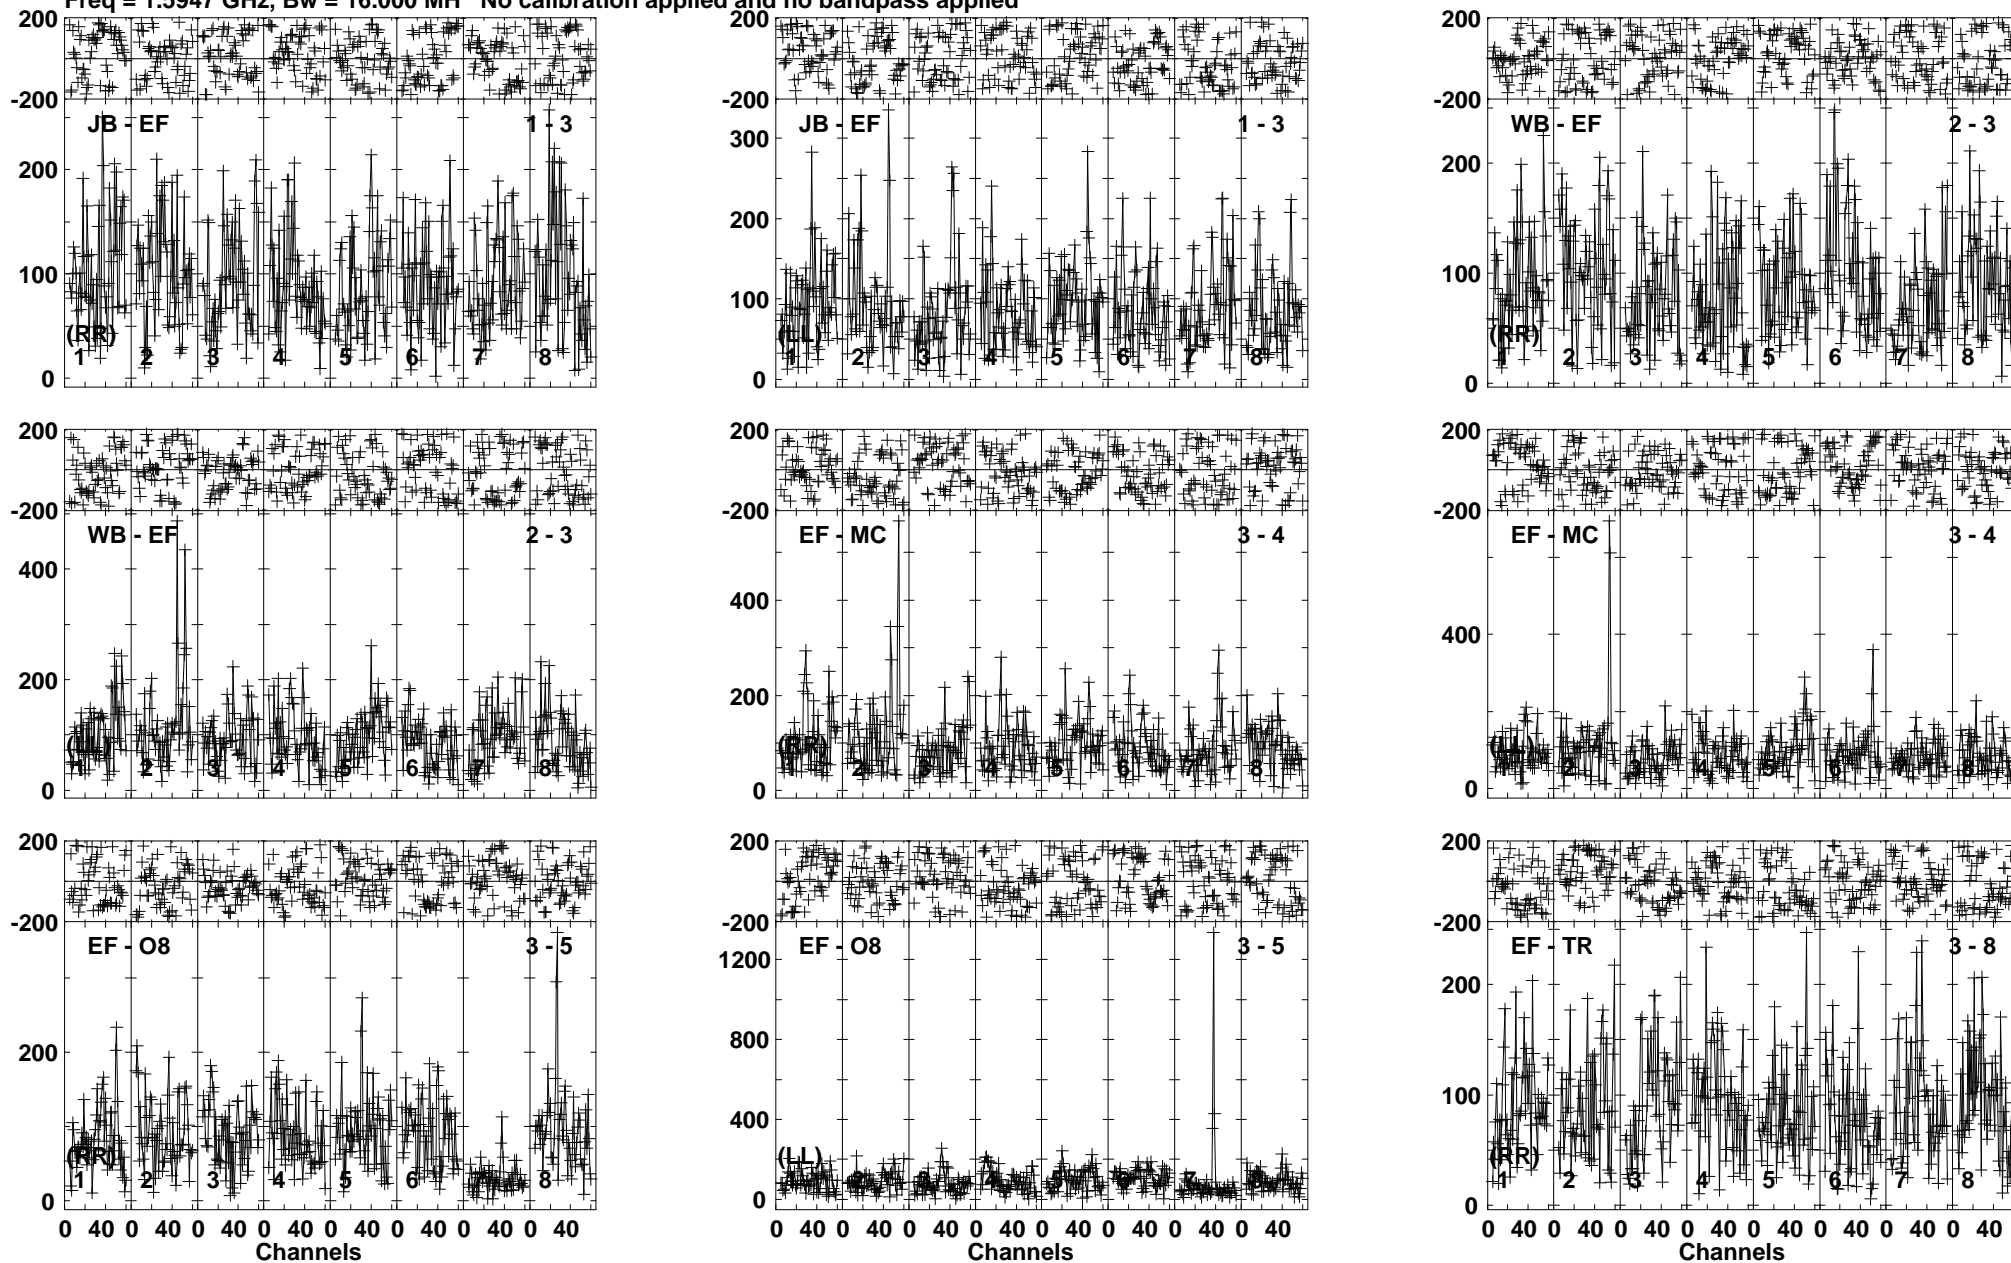 Freq = 1.5947 GHz, Bw = 16.000 MH No calibration applied and no bandpass applied
200 200 200
-200 -200 -200
JB - EF 1 - 3 JB - EF 1 - 3 WB - EF 2 - 3
300
200 200 200
100 100 100
(RR) (LL) (RR)
1 2 3 4 5 6 7 8 1 2 3 4 5 6 7 8 1 2 3 4 5 6 7 8
0 0 0
200 200 200
-200 -200 -200
WB - EF 2 - 3 EF - MC 3 - 4 EF - MC 3 - 4
400 400 400
200 200
(LL) (RR) (LL)
1 2 3 4 5 6 7 8 1 2 3 4 5 6 7 8 1 2 3 4 5 6 7 8
0 0 0
200 200 200
-200 -200 -200
EF - O8 3 - 5 EF - O8 3 - 5 EF - TR 3 - 8
1200
200 800 200
400 100
(RR) (LL) (RR)
1 2 3 4 5 6 7 8 1 2 3 4 5 6 7 8 1 2 3 4 5 6 7 8
0 0 0
0 40 0 40 0 40 0 40 0 40 0 40 0 40 0 40 0 40 0 40 0 40 0 40 0 40 0 40 0 40 0 40 0 40 0 40 0 40 0 40 0 40 0 40 0 40 0 40
Channels Channels Channels